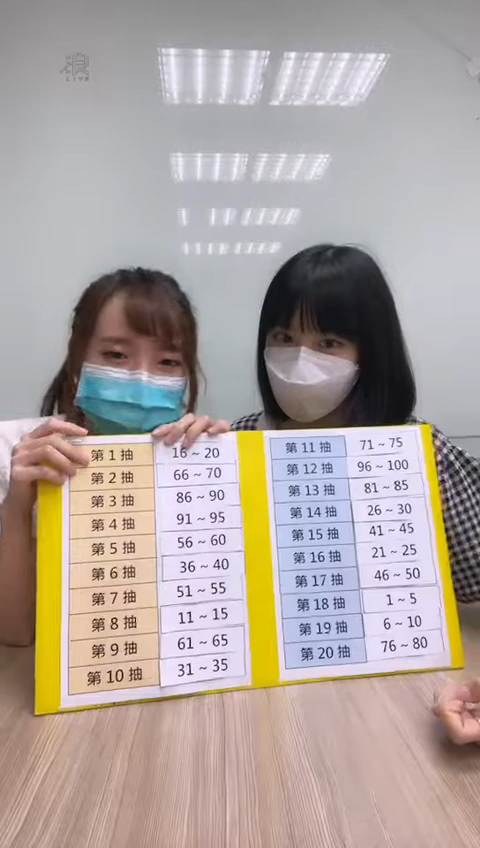 浪
LIVE
第 1 抽 16 ~ 20
第 2 抽 66 ~ 70
第 3 抽 86 ~ 90
第 4 抽 91 ~ 95
第 5 抽 56 ~ 60
第 6 抽 36 ~ 40
第 7 抽 51 ~ 55
第 8 抽 11 ~ 15
第 9 抽 61 ~ 65
第 10 抽 31 ~ 35
第 11 抽 71 ~ 75
第 12 抽 96 ~ 100
第 13 抽 81 ~ 85
第 14 抽 26 ~ 30
第 15 抽 41 ~ 45
第 16 抽 21 ~ 25
第 17 抽 46 ~ 50
第 18 抽 1 ~ 5
第 19 抽 6 ~ 10
第 20 抽 76 ~ 80